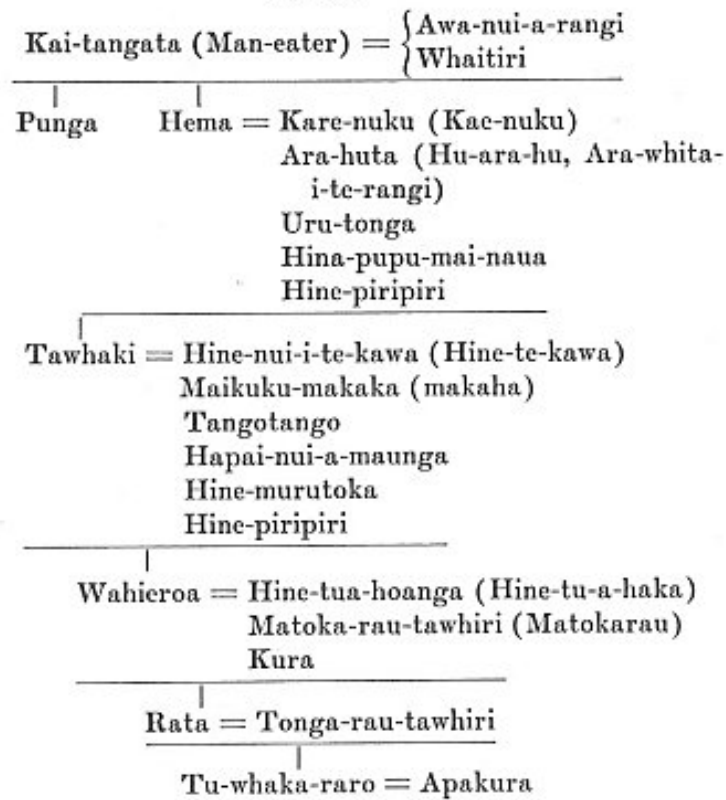 Kai-tangata (Man-eater) = { Awa-nui-a-rangi
Whaitiri
Punga Hema = Kare-nuku (Kae-nuku)
Ara-huta (Hu-ara-hu, Ara-whita-
i-te-rangi)
Uru-tonga
Hina-pupu-mai-naua
Hine-piripiri
Tawhaki = Hine-nui-i-te-kawa (Hine-te-kawa)
Maikuku-makaka (makaha)
Tangotango
Hapai-nui-a-maunga
Hine-murutoka
Hine-piripiri
Wahieroa = Hine-tua-hoanga (Hine-tu-a-haka)
Matoka-rau-tawhiri (Matokarau)
Kura
Rata = Tonga-rau-tawhiri
Tu-whaka-raro = Apakura